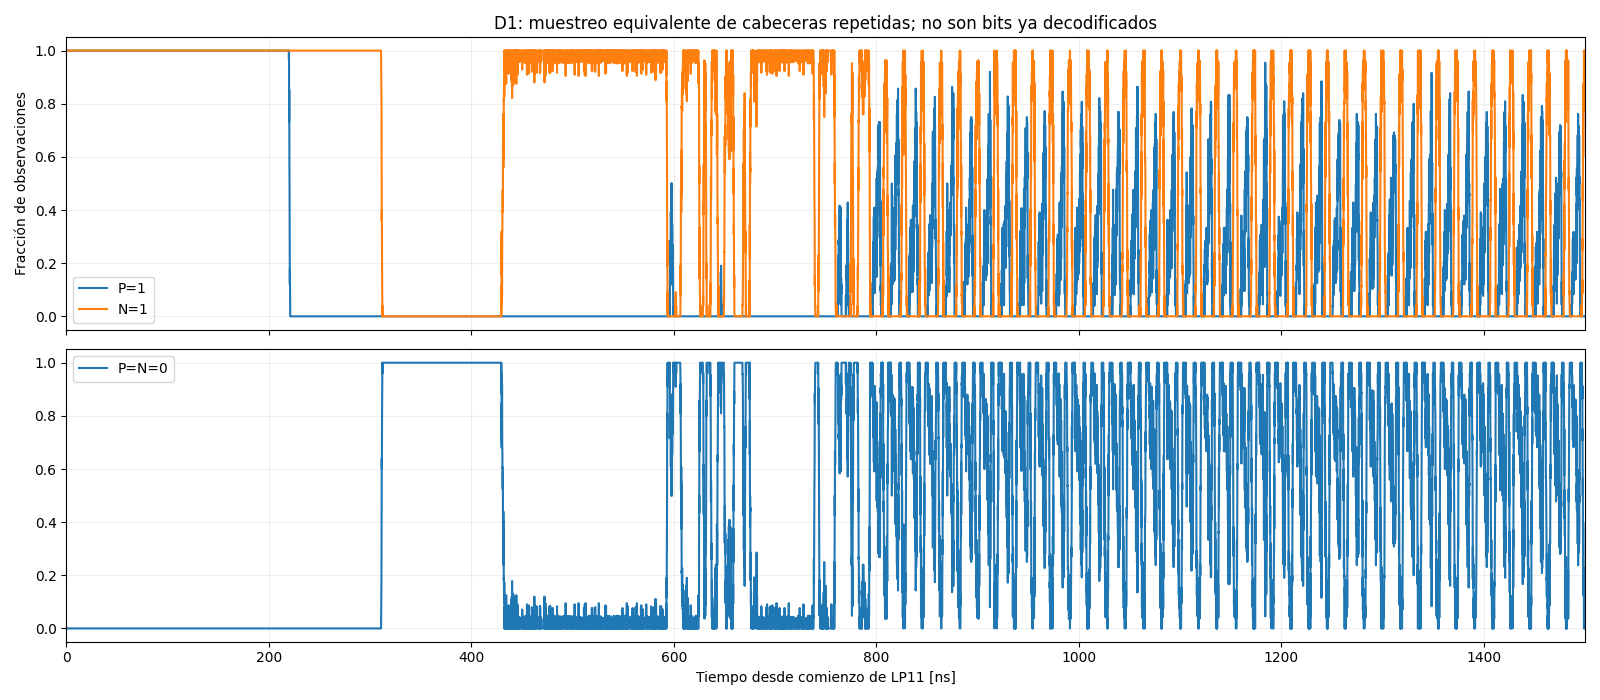 D1: muestreo equivalente de cabeceras repetidas; no son bits ya decodificados
Fracción de observaciones
1.0
0.8
0.6
0.4
0.2
0.0
P=1
N=1
1.0
0.8
0.6
0.4
0.2
0.0
P=N=0
0 200 400 600 800 1000 1200 1400
Tiempo desde comienzo de LP11 [ns]